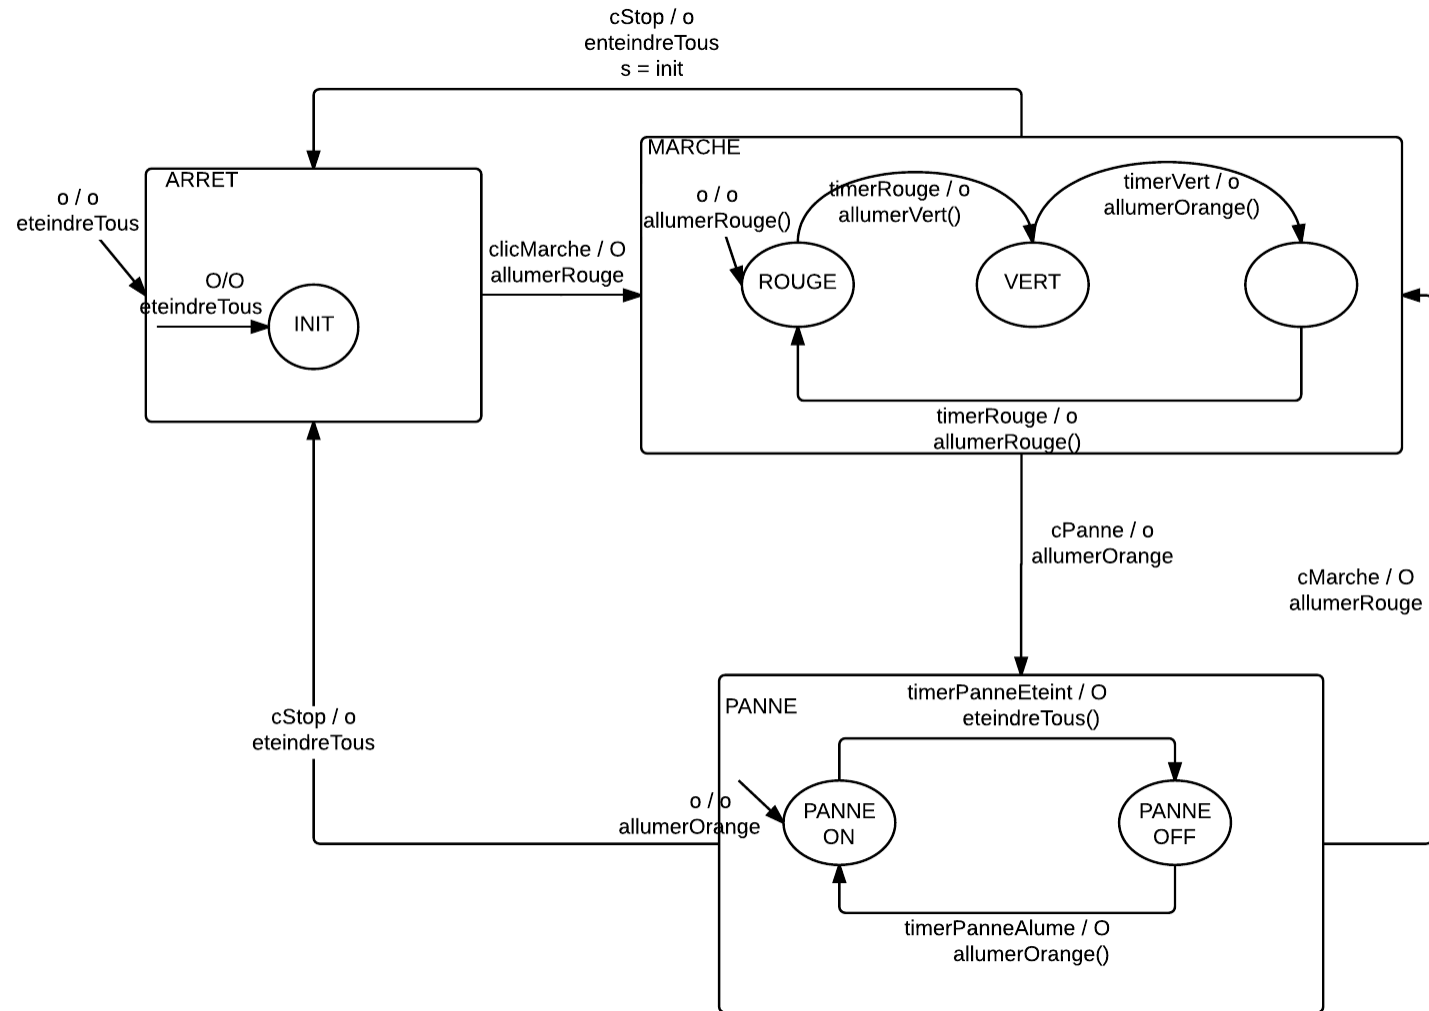 cStop / o
enteindreTous
s = init
MARCHE
ARRET
o / o
eteindreTous
O/O
eteindreTous
INIT
clicMarche / O
allumerRouge
o / o
allumerRouge()
timerRouge / o
allumerVert()
timerVert / o
allumerOrange()
ROUGE
VERT
timerRouge / o
allumerRouge()
cPanne / o
allumerOrange
cMarche / O
allumerRouge
cStop / o
eteindreTous
PANNE
timerPanneEteint / O
eteindreTous()
o / o
allumerOrange
PANNE
ON
PANNE
OFF
timerPanneAlume / O
allumerOrange()